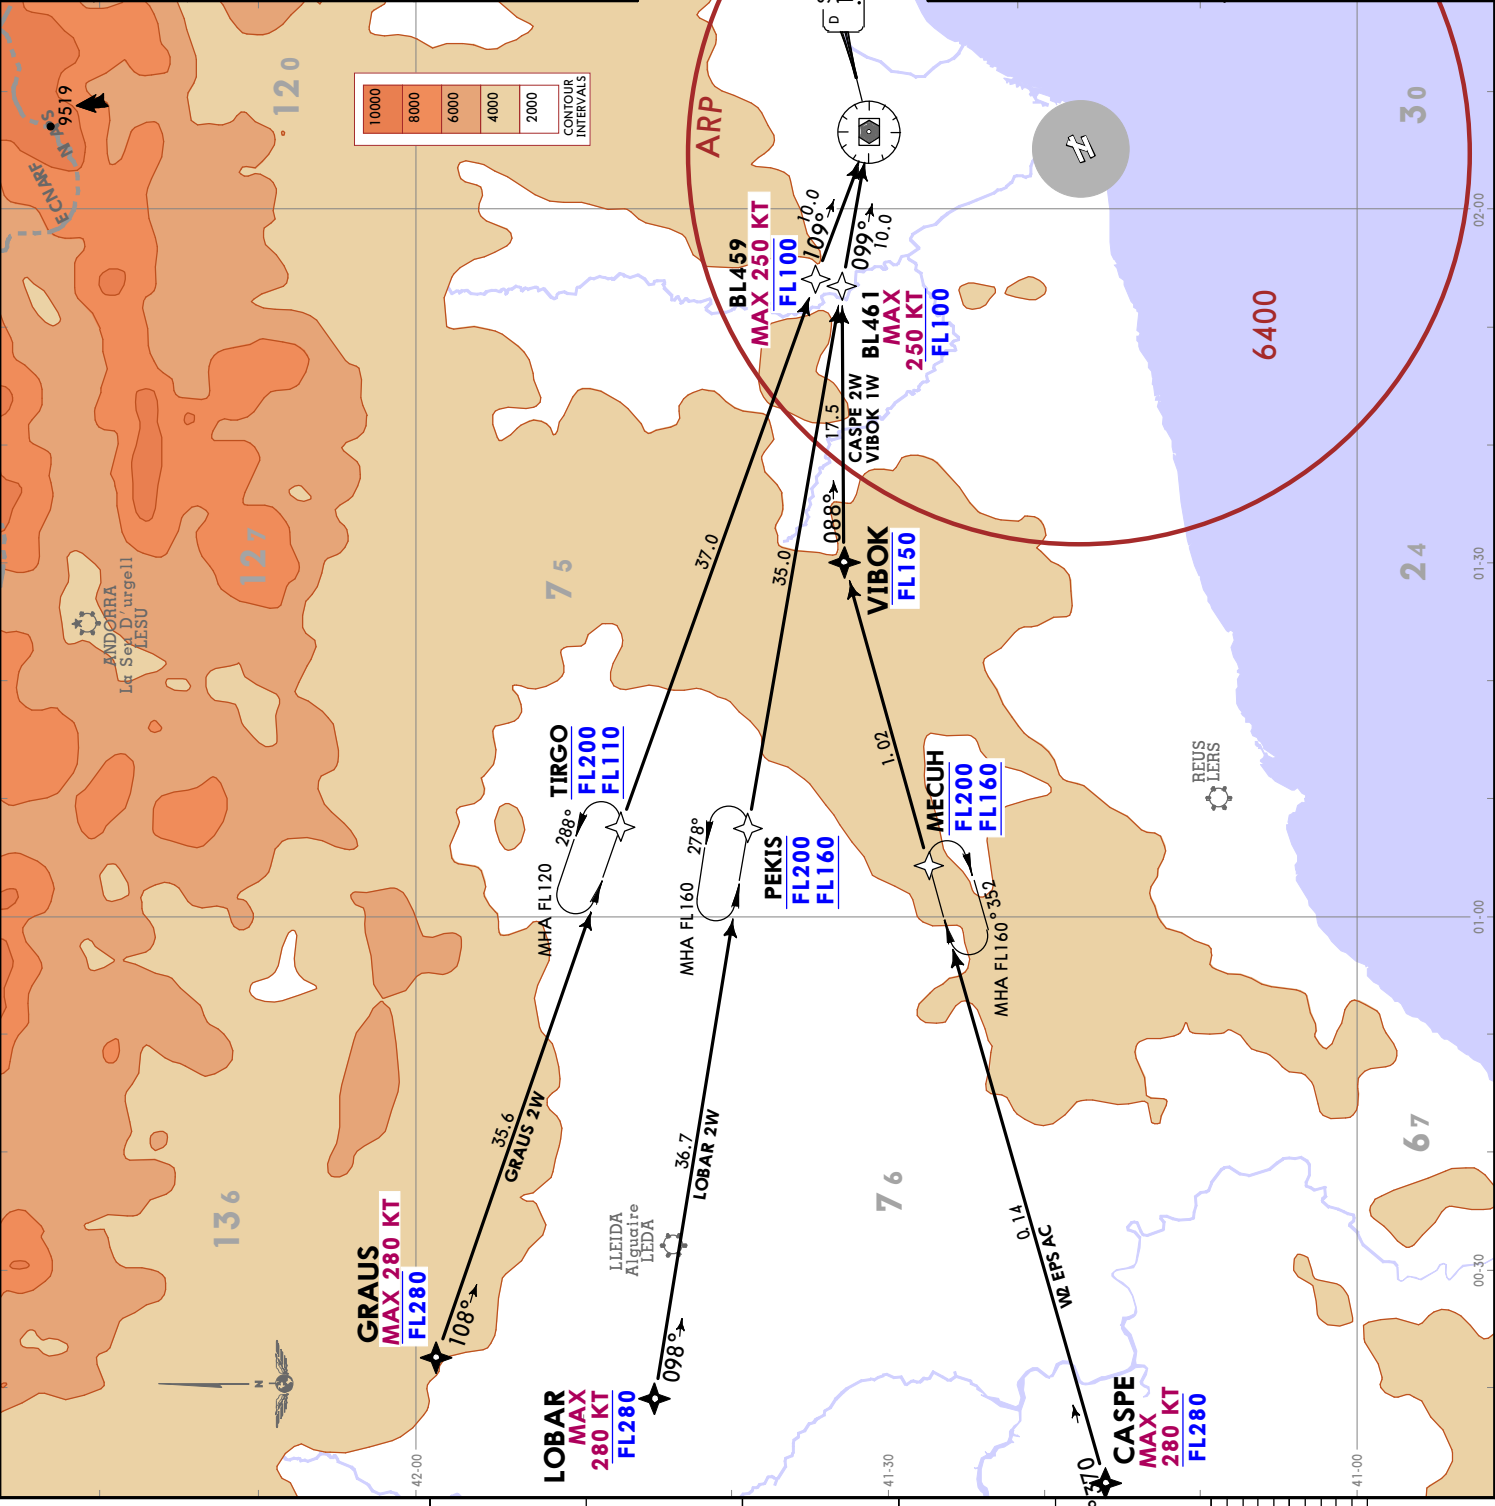 9519
ECNARF
N
120
10000
8000
6000
4000
2000
CONTOUR
INTERVALS
ARP
D
30
02-00
BL459
MAX 250 KT
FL100
109°
10.0
099°
10.0
BL461
MAX
250 KT
FL100
6400
17.5
CASPE 2W
VIBOK 1W
088°
VIBOK
FL150
37.0
35.0
75
127
ANDORRA
La Seu D'urgell
LESU
24
01-30
TIRGO
FL200
FL110
288°
MHA FL120
278°
MHA FL160
PEKIS
FL200
FL160
1.02
MECUH
FL200
FL160
MHA FL160
°352
REUS
LERS
01-00
35.6
GRAUS 2W
36.7
LOBAR 2W
76
67
136
LLEIDA
Alguaire
LEDA
0.14
W2 EPS AC
00-30
GRAUS
MAX 280 KT
FL280
108°
N
LOBAR
MAX
280 KT
FL280
098°
CASPE
MAX
280 KT
FL280
°370
42-00
41-30
41-00